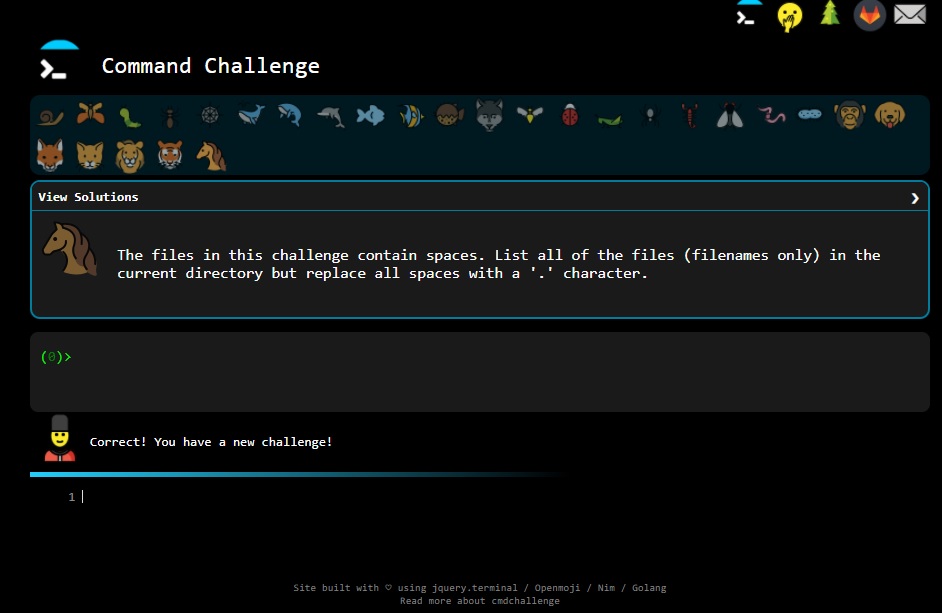 Command Challenge
View Solutions
The files in this challenge contain spaces. List all of the files (filenames only) in the
current directory but replace all spaces with a '.' character.
(0)>
Correct! You have a new challenge!
1
Site built with ♡ using jquery.terminal / Openmoji / Nim / Golang
Read more about cmdchallenge